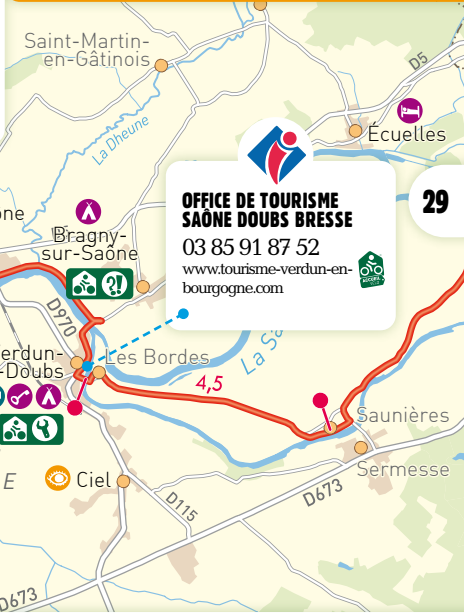 Saint-Martin-
en-Gâtinois
D5
La Dheune
Écuelles
OFFICE DE TOURISME
SAÔNE DOUBS BRESSE
03 85 91 87 52
www.tourisme-verdun-en-
bourgogne.com
ACCUEIL
29
one
Bragny-
sur-Saône
D970
La Sa
erdun-
-Doubs
Les Bordes
4,5
Saunières
Sermesse
E
Ciel
D115
D673
D673